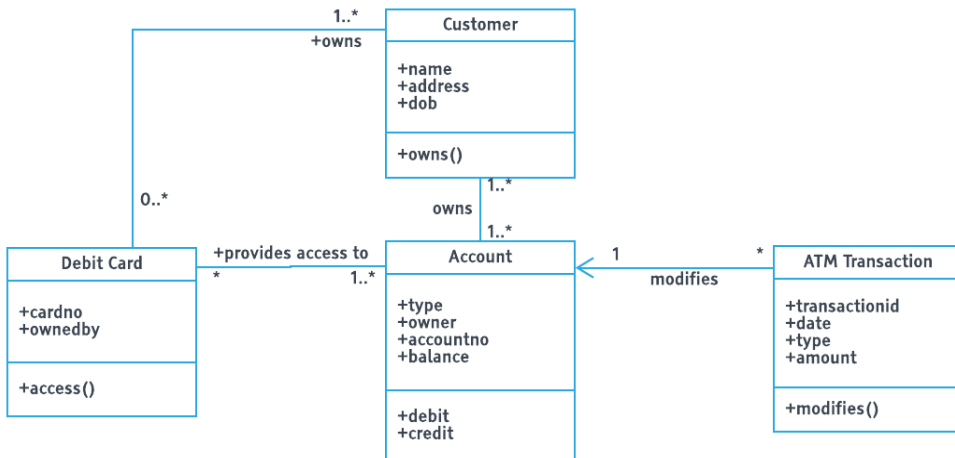 1..*
+owns
Customer
+name
+address
+dob
+owns()
0..*
1..*
owns
1..*
Debit Card
+cardno
+ownedby
+access()
+provides access to
*
1..*
Account
+type
+owner
+accountno
+balance
+debit
+credit
1
*
modifies
ATM Transaction
+transactionid
+date
+type
+amount
+modifies()